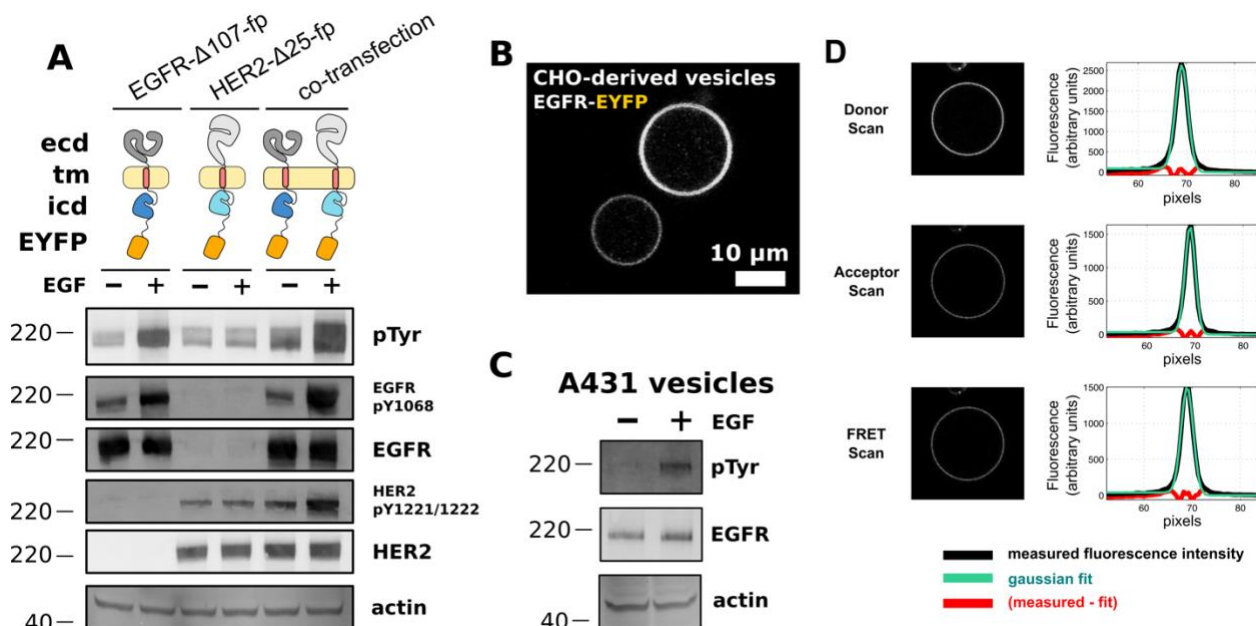 A
EGFR-Δ107-fp
HER2-Δ25-fp
co-transfection
ecd
tm
icd
EYFP
EGF − + − + − +
220 pTyr
220 EGFR
pY1068
220 EGFR
220 HER2
pY1221/1222
220 HER2
40 actin
B
CHO-derived vesicles
EGFR-EYFP
10 µm
C
A431 vesicles
− + EGF
220 pTyr
220 EGFR
40 actin
D
Donor
Scan
Fluorescence
(arbitrary units)
2500
2000
1500
1000
500
0
60 70 80
pixels
Acceptor
Scan
Fluorescence
(arbitrary units)
1500
1000
500
0
60 70 80
pixels
FRET
Scan
Fluorescence
(arbitrary units)
1500
1000
500
0
60 70 80
pixels
measured fluorescence intensity
gaussian fit
(measured - fit)